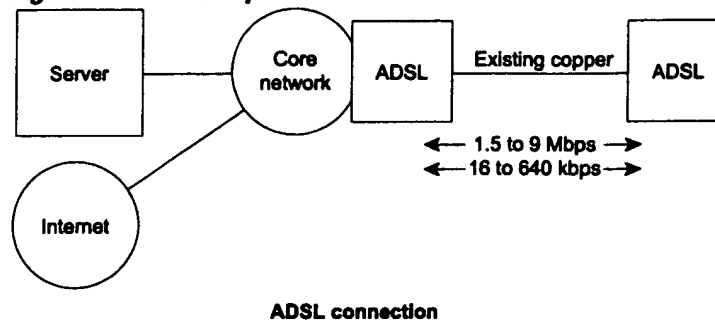 Server
Core
network
ADSL
Existing copper
ADSL
1.5 to 9 Mbps
16 to 640 kbps
Internet
ADSL connection